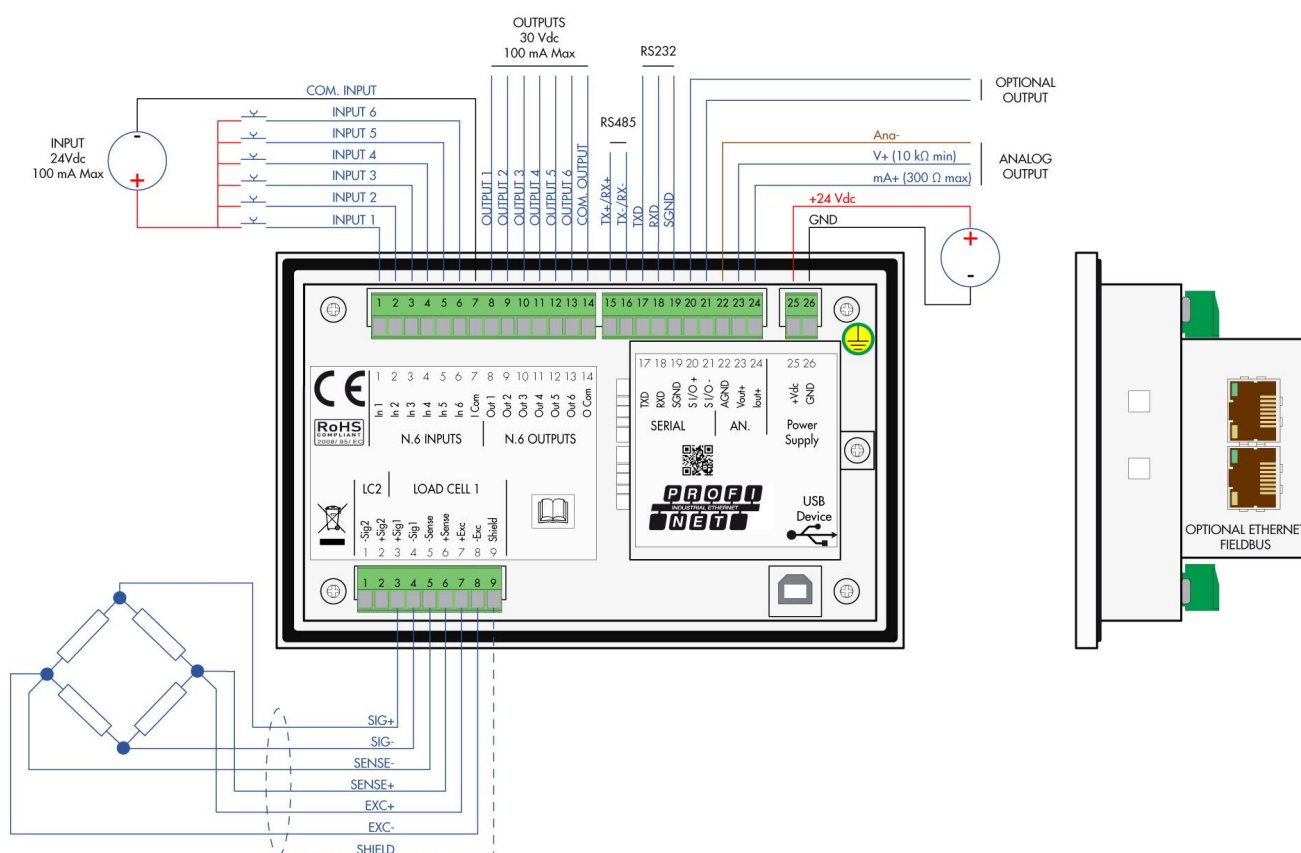 OUTPUTS
30 Vdc
100 mA Max
RS232
OPTIONAL
OUTPUT
COM. INPUT
INPUT 6
INPUT 5
INPUT 4
INPUT 3
INPUT 2
INPUT 1
INPUT
24Vdc
100 mA Max
-
+
RS485
OUTPUT 1
OUTPUT 2
OUTPUT 3
OUTPUT 4
OUTPUT 5
OUTPUT 6
COM. OUTPUT
TX+/RX+
TX-/RX-
TXD
RXD
SGND
Ana-
V+ (10 kΩ min)
mA+ (300 Ω max)
ANALOG
OUTPUT
+24 Vdc
GND
+
-
1 2 3 4 5 6 7 8 9 10 11 12 13 14
15 16 17 18 19 20 21 22 23 24
25 26
CE
RoHS
COMPLIANT
2008/95/EC
1 2 3 4 5 6 7 8 9 10 11 12 13 14
In 1
In 2
In 3
In 4
In 5
In 6
I Com
Out 1
Out 2
Out 3
Out 4
Out 5
Out 6
O Com
N.6 INPUTS
N.6 OUTPUTS
17 18 19 20 21 22 23 24 25 26
TXD
RXD
SGND
S I/O +
S I/O -
AGND
Vout+
Iout+
+Vdc
GND
SERIAL
AN.
Power
Supply
PROFI
INDUSTRIAL ETHERNET
NET
USB
Device
LC2
LOAD CELL 1
-Sig2
+Sig2
+Sig1
-Sig1
-Sense
+Sense
+Exc
-Exc
Shield
1 2 3 4 5 6 7 8 9
1 2 3 4 5 6 7 8 9
OPTIONAL ETHERNET
FIELDBUS
SIG+
SIG-
SENSE-
SENSE+
EXC+
EXC-
SHIELD